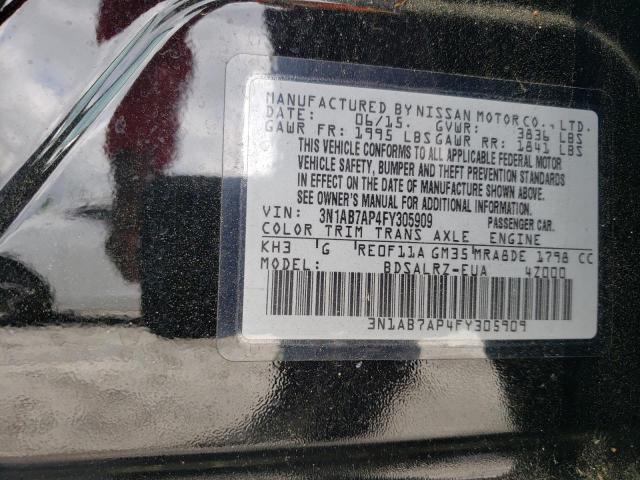 MANUFACTURED BY NISSAN MOTOR CO., LTD.
06/15. GVWR: 3836 LBS
GAWR FR: 1995 LBS GAWR RR: 1841 LBS
THIS VEHICLE CONFORMS TO ALL APPLICABLE FEDERAL MOTOR
VEHICLE SAFETY, BUMPER, AND THEFT PREVENTION STANDARDS
IN EFFECT ON THE DATE OF MANUFACTURE SHOWN ABOVE.
SEE OWNER'S MANUAL FOR ADDITIONAL INFORMATION.
VIN: 3N1AB7AP4FY305909 PASSENGER CAR.
COLOR TRIM TRANS AXLE ENGINE
KH3 G RE0F11A GM35 MRA8DE 1798 CC
MODEL: BDSALRZ-EUA 4Z000
3N1AB7AP4FY305909